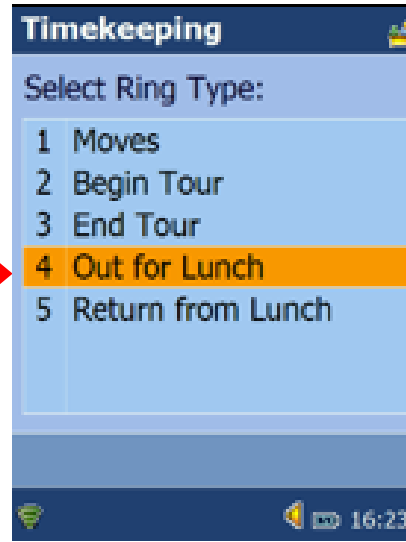 Timekeeping
Select Ring Type:
1 Moves
2 Begin Tour
3 End Tour
4 Out for Lunch
5 Return from Lunch
16:23